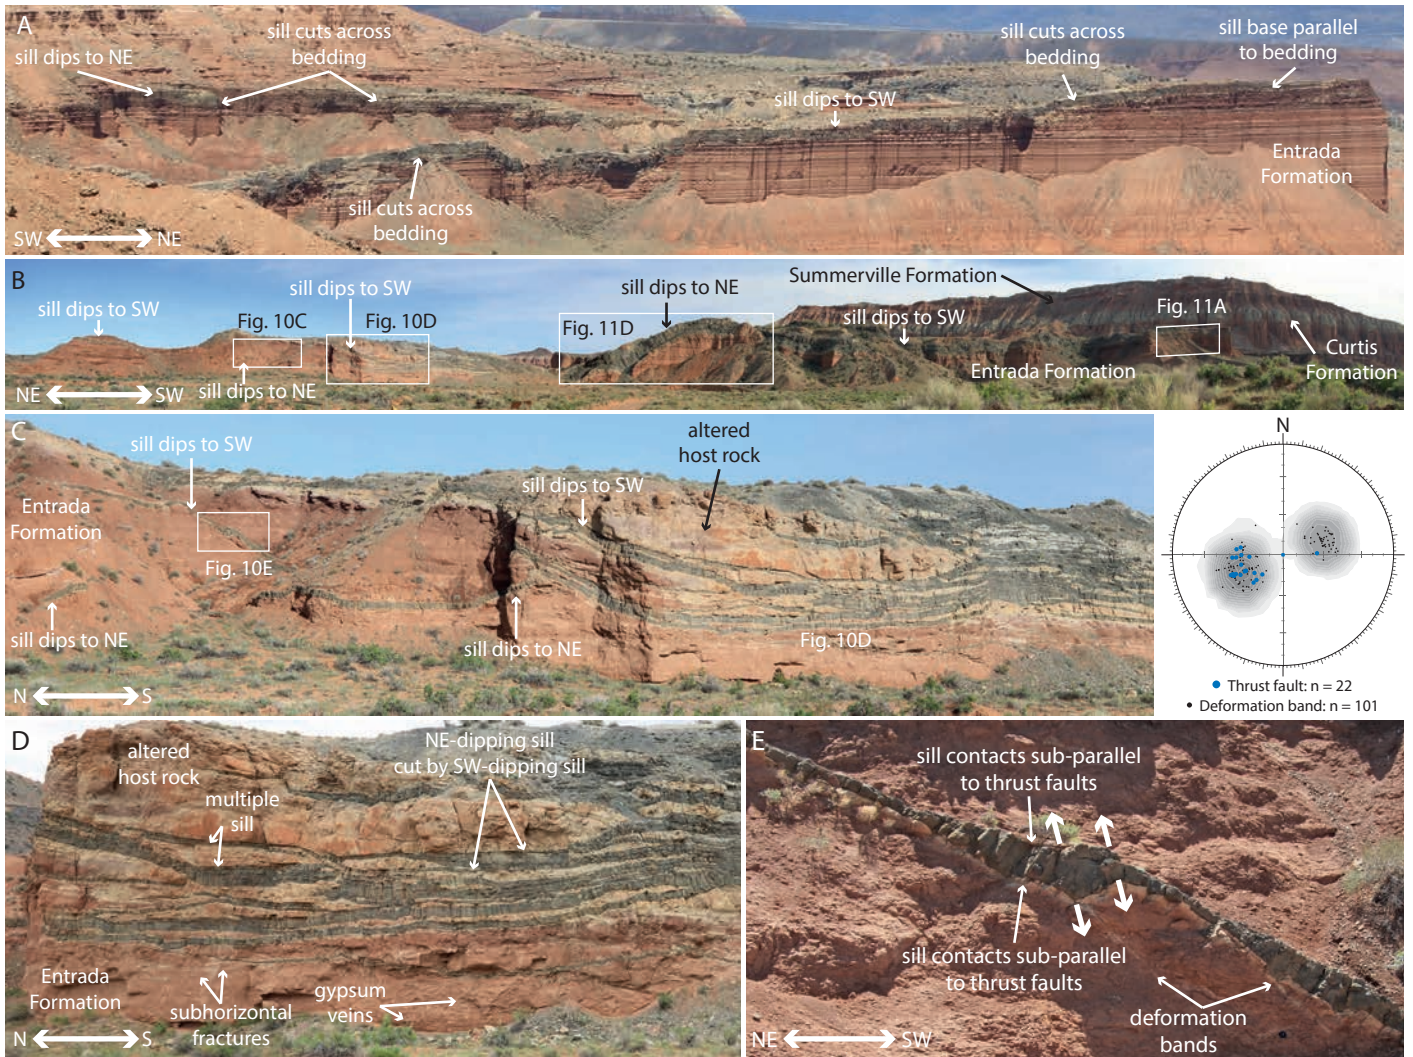 A
sill dips to NE
sill cuts across
bedding
sill cuts across
bedding
sill base parallel
to bedding
sill dips to SW
Entrada
Formation
sill cuts across
bedding
SW
NE
B
sill dips to SW
sill dips to SW
sill dips to NE
Summerville Formation
Fig. 10C
Fig. 10D
Fig. 11D
sill dips to SW
Fig. 11A
sill dips to NE
Entrada Formation
Curtis
Formation
NE
SW
C
sill dips to SW
altered
host rock
sill dips to SW
Entrada
Formation
Fig. 10E
sill dips to NE
sill dips to NE
Fig. 10D
N
S
N
Thrust fault: n = 22
Deformation band: n = 101
D
altered
host rock
NE-dipping sill
cut by SW-dipping sill
multiple
sill
Entrada
Formation
subhorizontal
fractures
gypsum
veins
N
S
E
sill contacts sub-parallel
to thrust faults
sill contacts sub-parallel
to thrust faults
deformation
bands
NE
SW